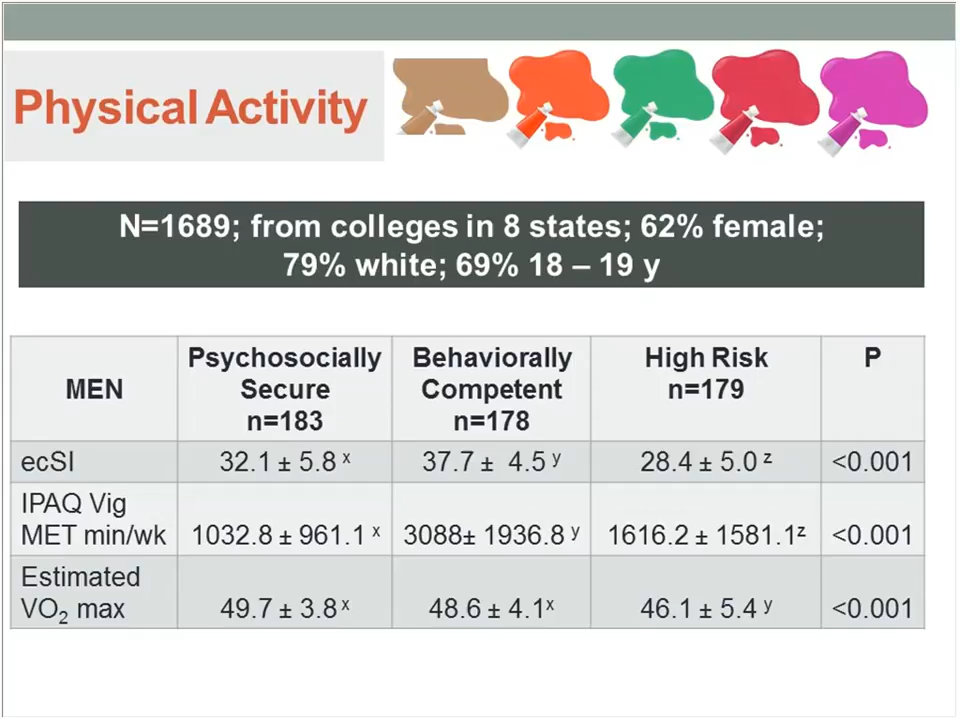 Physical Activity
N=1689; from colleges in 8 states; 62% female;
79% white; 69% 18 – 19 y
MEN
Psychosocially
Secure
n=183
Behaviorally
Competent
n=178
High Risk
n=179
P
ecSI
32.1 ± 5.8 x
37.7 ± 4.5 y
28.4 ± 5.0 z
<0.001
IPAQ Vig
MET min/wk
1032.8 ± 961.1 x
3088± 1936.8 y
1616.2 ± 1581.1z
<0.001
Estimated
VO2 max
49.7 ± 3.8 x
48.6 ± 4.1x
46.1 ± 5.4 y
<0.001